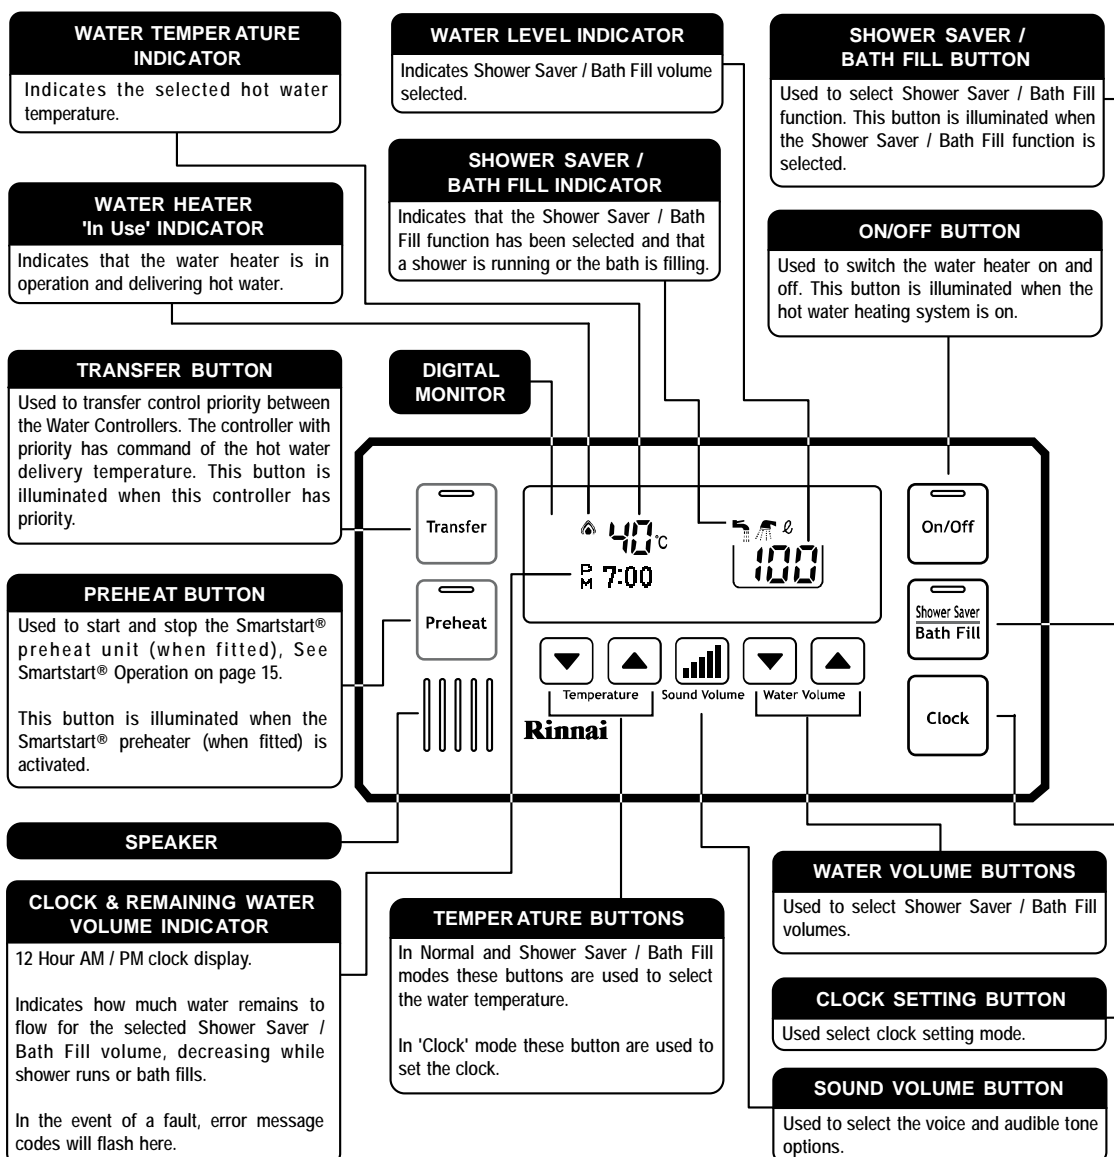 WATER TEMPERATURE
INDICATOR
Indicates the selected hot water
temperature.
WATER HEATER
'In Use' INDICATOR
Indicates that the water heater is in
operation and delivering hot water.
TRANSFER BUTTON
Used to transfer control priority between
the Water Controllers. The controller with
priority has command of the hot water
delivery temperature. This button is
illuminated when this controller has
priority.
PREHEAT BUTTON
Used to start and stop the Smartstart®
preheat unit (when fitted), See
Smartstart® Operation on page 15.
This button is illuminated when the
Smartstart® preheater (when fitted) is
activated.
SPEAKER
CLOCK & REMAINING WATER
VOLUME INDICATOR
12 Hour AM / PM clock display.
Indicates how much water remains to
flow for the selected Shower Saver /
Bath Fill volume, decreasing while
shower runs or bath fills.
In the event of a fault, error message
codes will flash here.
WATER LEVEL INDICATOR
Indicates Shower Saver / Bath Fill volume
selected.
SHOWER SAVER /
BATH FILL INDICATOR
Indicates that the Shower Saver / Bath
Fill function has been selected and that
a shower is running or the bath is filling.
DIGITAL
MONITOR
SHOWER SAVER /
BATH FILL BUTTON
Used to select Shower Saver / Bath Fill
function. This button is illuminated when
the Shower Saver / Bath Fill function is
selected.
ON/OFF BUTTON
Used to switch the water heater on and
off. This button is illuminated when the
hot water heating system is on.
Transfer
Preheat
40°C
PM 7:00
ℓ
100
On/Off
Shower Saver
Bath Fill
Clock
Temperature
Sound Volume
Water Volume
Rinnai
TEMPERATURE BUTTONS
In Normal and Shower Saver / Bath Fill
modes these buttons are used to select
the water temperature.
In 'Clock' mode these button are used to
set the clock.
WATER VOLUME BUTTONS
Used to select Shower Saver / Bath Fill
volumes.
CLOCK SETTING BUTTON
Used select clock setting mode.
SOUND VOLUME BUTTON
Used to select the voice and audible tone
options.